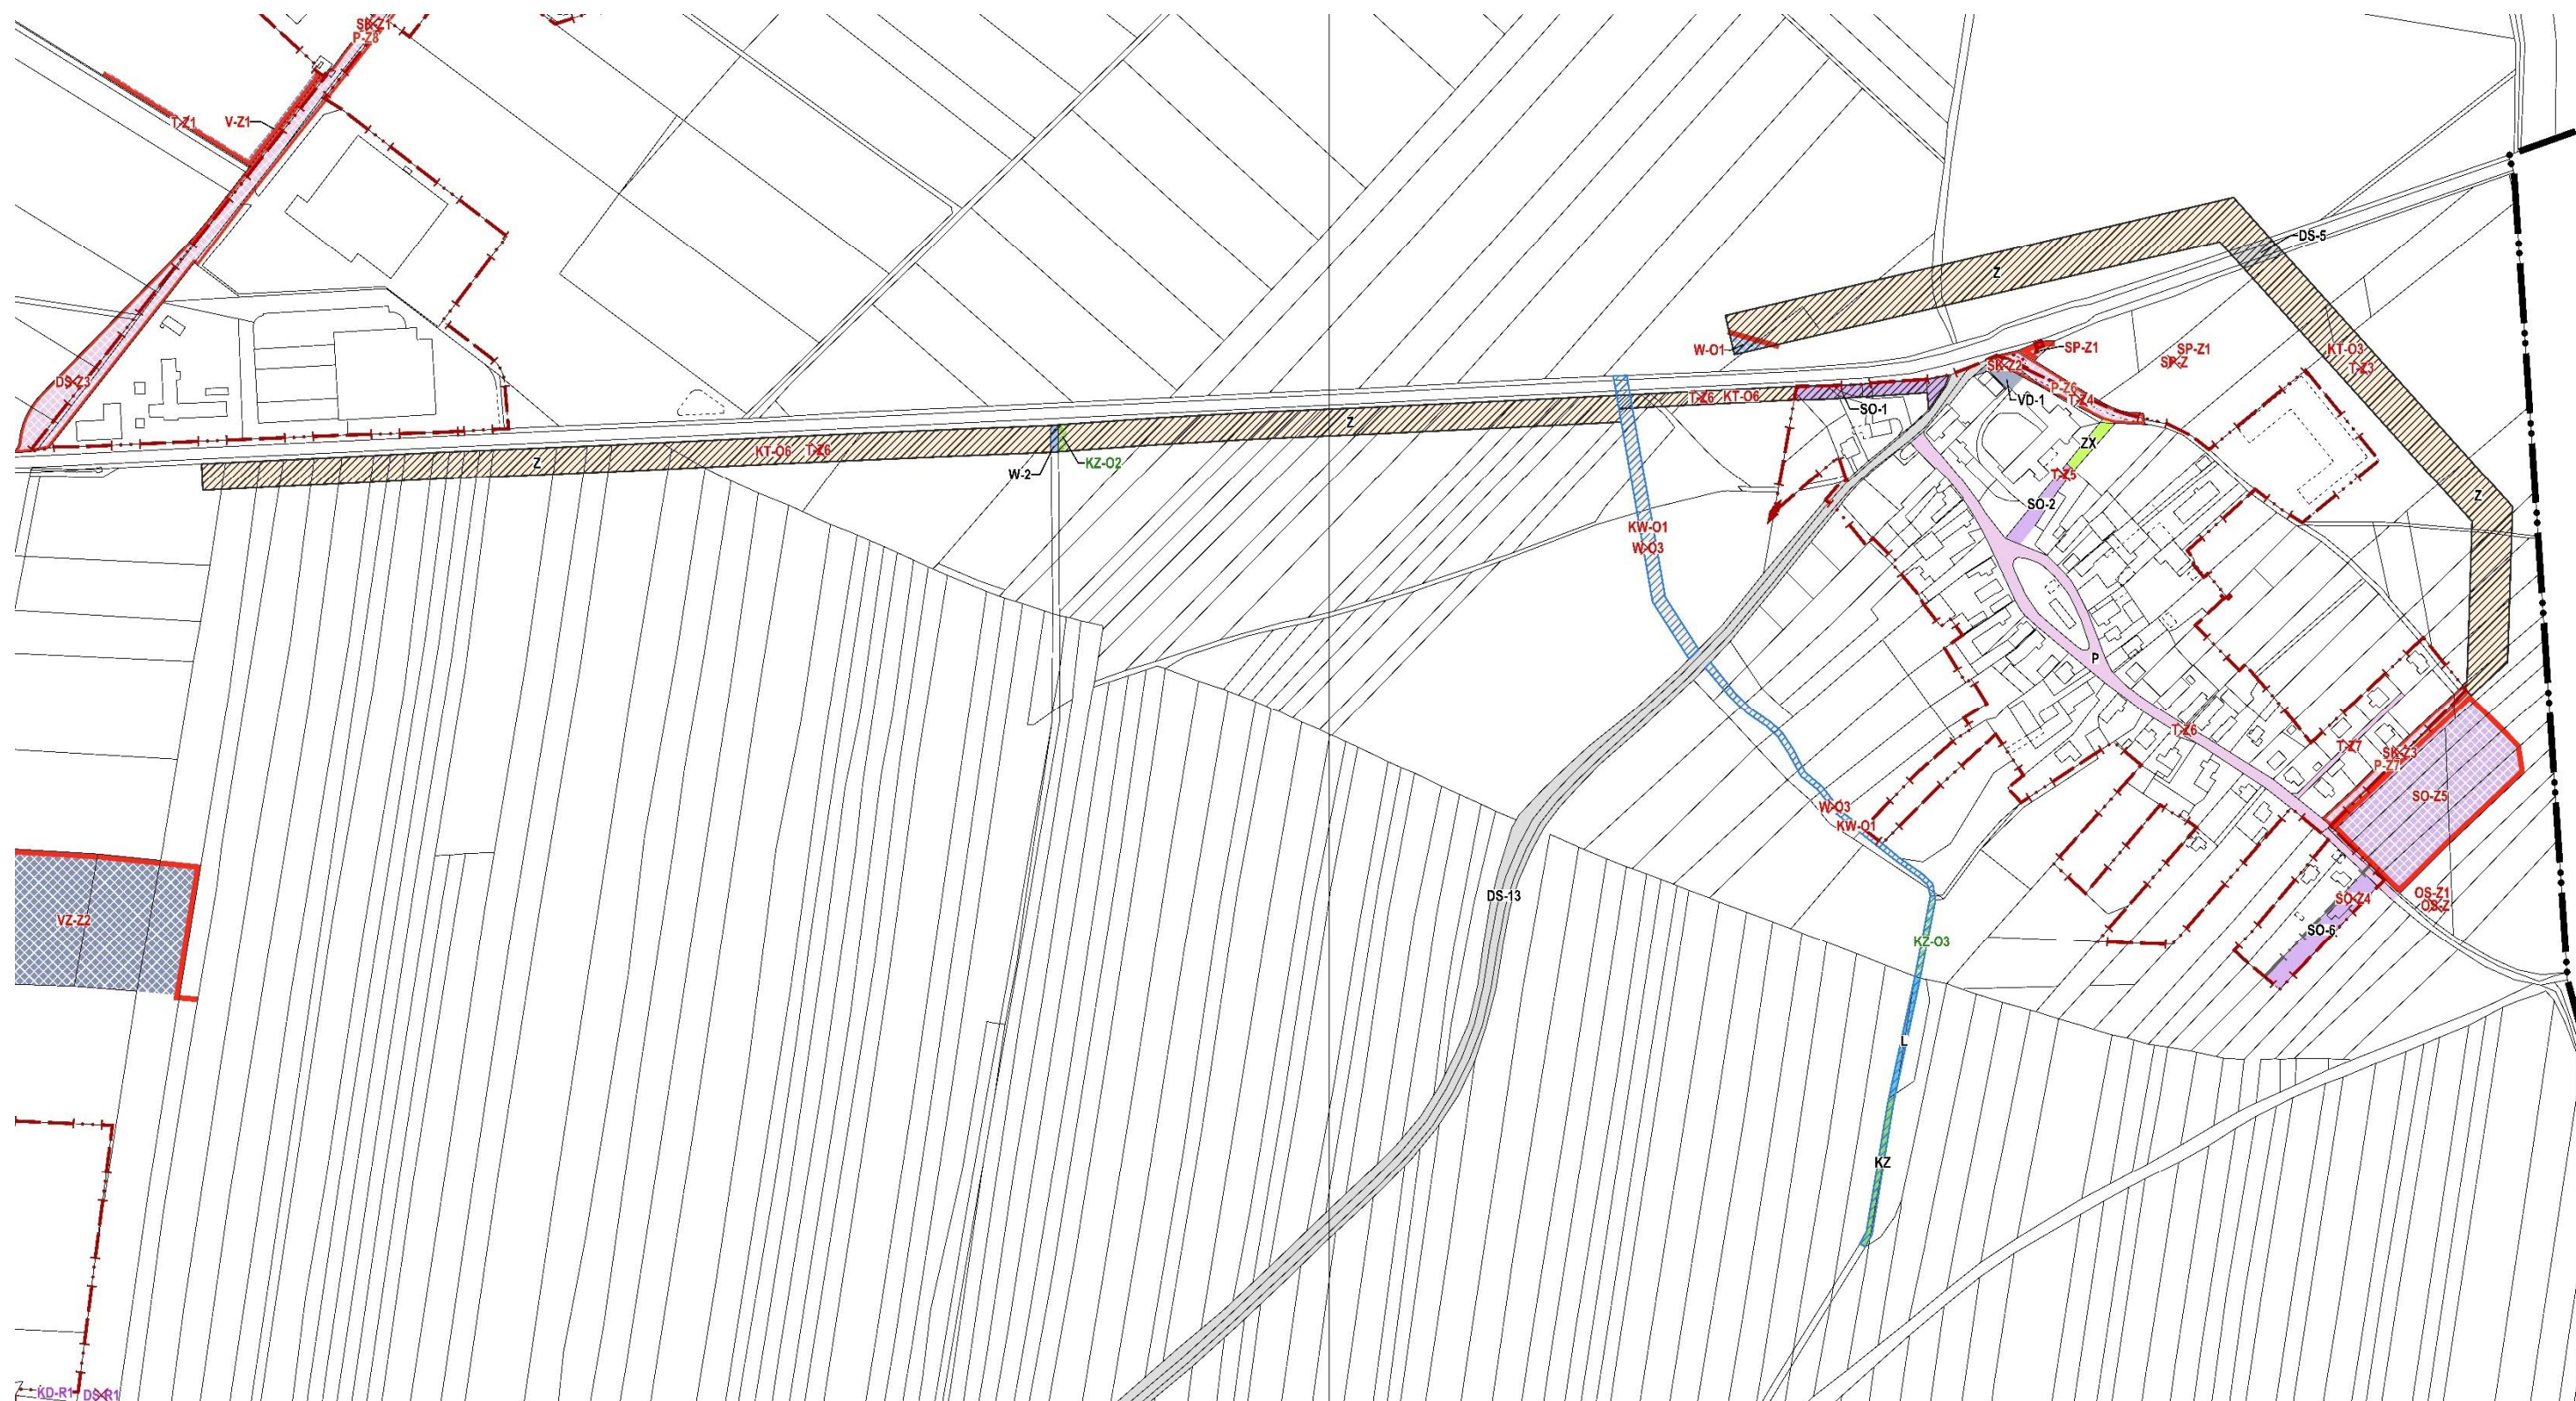 SK-Z1
P-Z8
T-Z1
V-Z1
DS-Z3
DS-5
Z
W-O1
SP-Z1
SP-Z1
SP-Z
KT-O3
T-Z3
SK-Z2
P-Z6
T-Z4
VD-1
T-Z6
KT-O6
SO-1
Z
KT-O6
T-Z6
Z
W-2
KZ-O2
ZX
T-Z5
SO-2
Z
KW-O1
W-O3
P
T-Z6
T-Z7
SK-Z3
P-Z7
SO-Z5
W-O3
KW-O1
DS-13
SO-Z4
OS-Z1
OS-Z
SO-6
VZ-Z2
KZ-O3
L
KZ
KD-R1
DS-R1